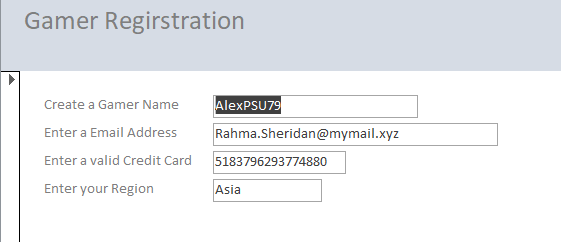 Gamer Regirstration
Create a Gamer Name AlexPSU79
Enter a Email Address Rahma.Sheridan@mymail.xyz
Enter a valid Credit Card 5183796293774880
Enter your Region Asia